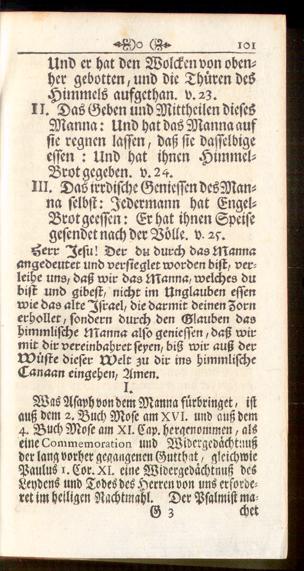 101
Und er hat den Wolcken von oben-
her gebotten, und die Thüren des
Himmels aufgethan. v. 23.
II. Das Geben und Mittheilen dieses
Manna: Und hat das Manna auf
sie regnen lassen, daß sie dasselbige
essen: Und hat ihnen Himmel-
Brot gegeben. v. 24.
III. Das irrdische Geniessen des Man-
na selbst: Jedermann hat Engel-
Brot geessen: Er hat ihnen Speise
gesendet nach der Völle. v. 25.
Herr Jesu! Der du durch das Manna
angedeutet und versieglet worden bist, ver-
leihe uns, daß wir das Manna, welches du
bist und gibest, nicht im Unglauben essen
wie das alte Israel, die darmit deinen Zorn
erholler, sondern durch den Glauben das
himmlische Manna also geniessen, daß wir
mit dir vereinbahret seyen, biß wir auß der
Wüste dieser Welt zu dir ins himmlische
Canaan eingehen, Amen.
I.
Was Asaph von dem Manna fürbringet, ist
auß dem 2. Buch Mose am XVI. und auß dem
4. Buch Mose am XI. Cap. hergenommen, als
eine Commemoration und Widergedächtnuß
der lang vorher gegangenen Gutthat, gleichwie
Paulus 1. Cor. XI. eine Widergedächtnuß des
Leydens und Todes des Herren von uns erforde-
ret im heiligen Nachtmahl. Der Psalmist ma-
G 3 chet